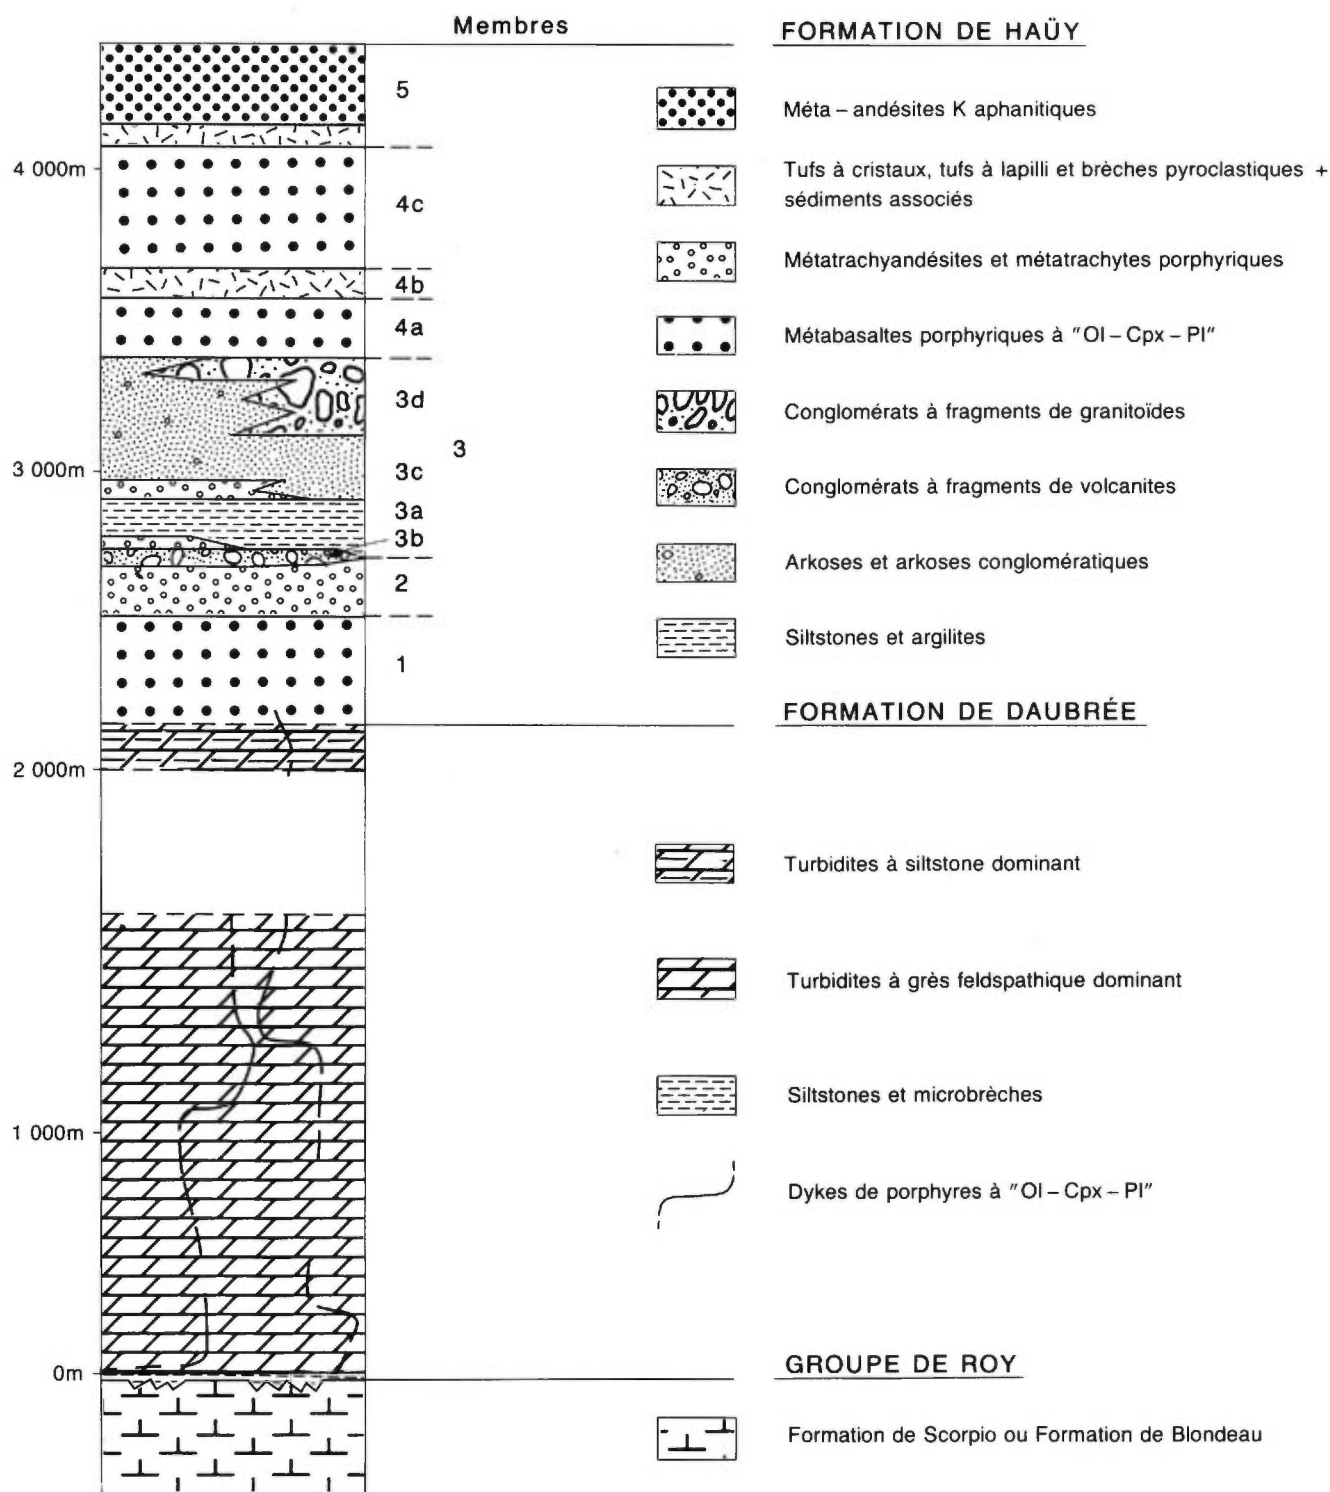 Membres
5
4 000m
4c
4b
4a
3d
3
3 000m
3c
3a
3b
2
1
2 000m
1 000m
0m
FORMATION DE HAÜY
Méta – andésites K aphanitiques
Tufs à cristaux, tufs à lapilli et brèches pyroclastiques +
sédiments associés
Métatrachyandésites et métatrachytes porphyriques
Métabasaltes porphyriques à "Ol – Cpx – Pl"
Conglomérats à fragments de granitoïdes
Conglomérats à fragments de volcanites
Arkoses et arkoses conglomératiques
Siltstones et argilites
FORMATION DE DAUBRÉE
Turbidites à siltstone dominant
Turbidites à grès feldspathique dominant
Siltstones et microbrèches
Dykes de porphyres à "Ol – Cpx – Pl"
GROUPE DE ROY
Formation de Scorpio ou Formation de Blondeau